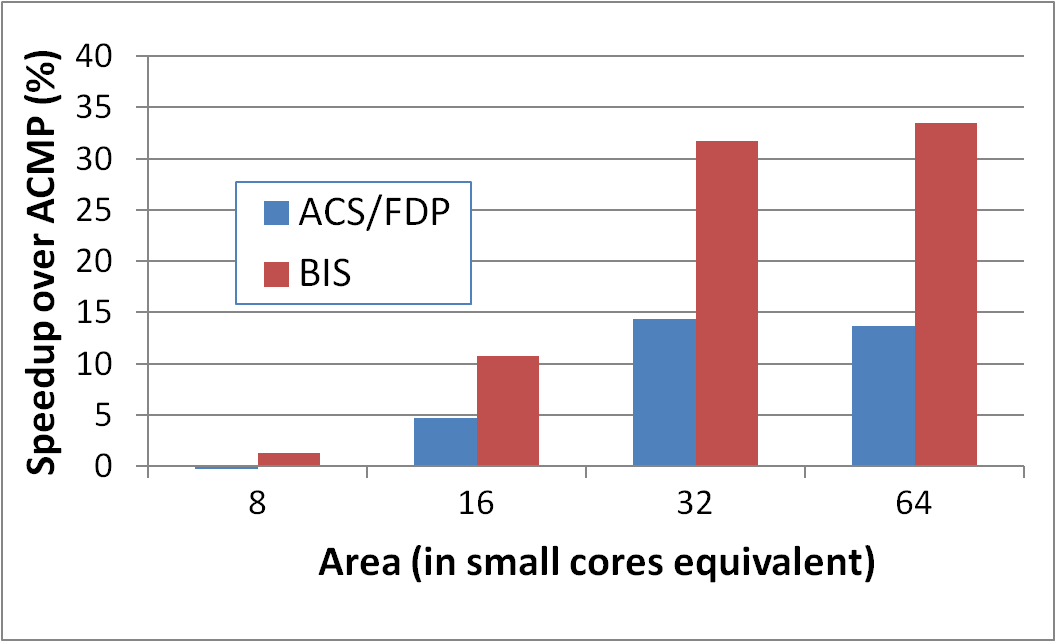 Speedup over ACMP (%)
40
35
30
25
20
15
10
5
0
ACS/FDP
BIS
8 16 32 64
Area (in small cores equivalent)